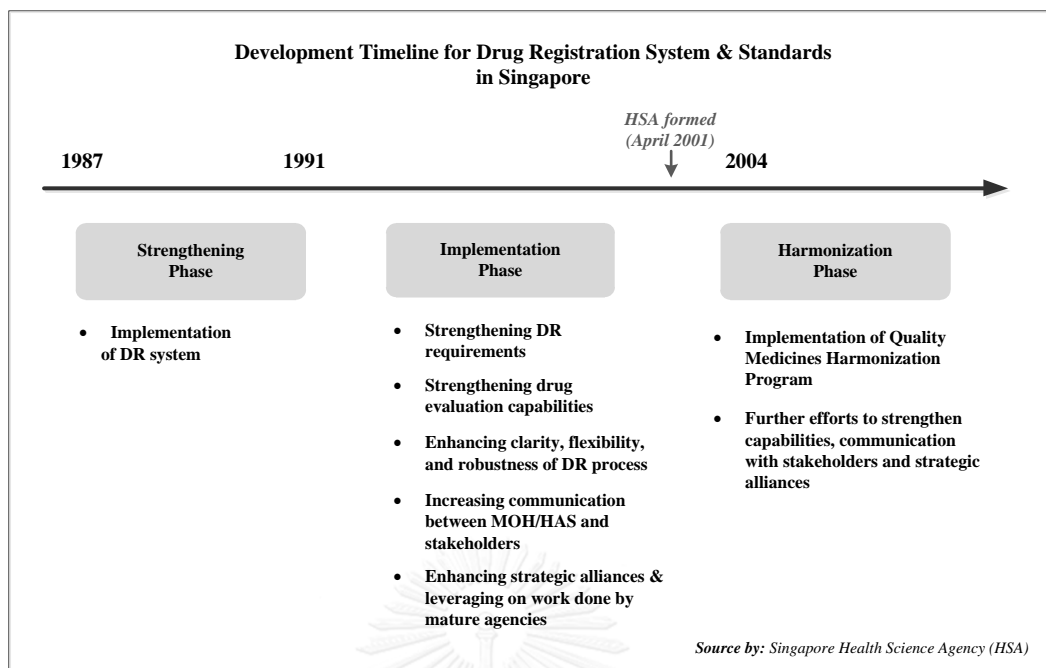 Development Timeline for Drug Registration System & Standards
in Singapore
HSA formed
(April 2001)
1987
1991
2004
Strengthening
Phase
• Implementation
of DR system
Implementation
Phase
• Strengthening DR
requirements
• Strengthening drug
evaluation capabilities
• Enhancing clarity, flexibility,
and robustness of DR process
• Increasing communication
between MOH/HAS and
stakeholders
• Enhancing strategic alliances &
leveraging on work done by
mature agencies
Harmonization
Phase
• Implementation of Quality
Medicines Harmonization
Program
• Further efforts to strengthen
capabilities, communication
with stakeholders and strategic
alliances
Source by: Singapore Health Science Agency (HSA)